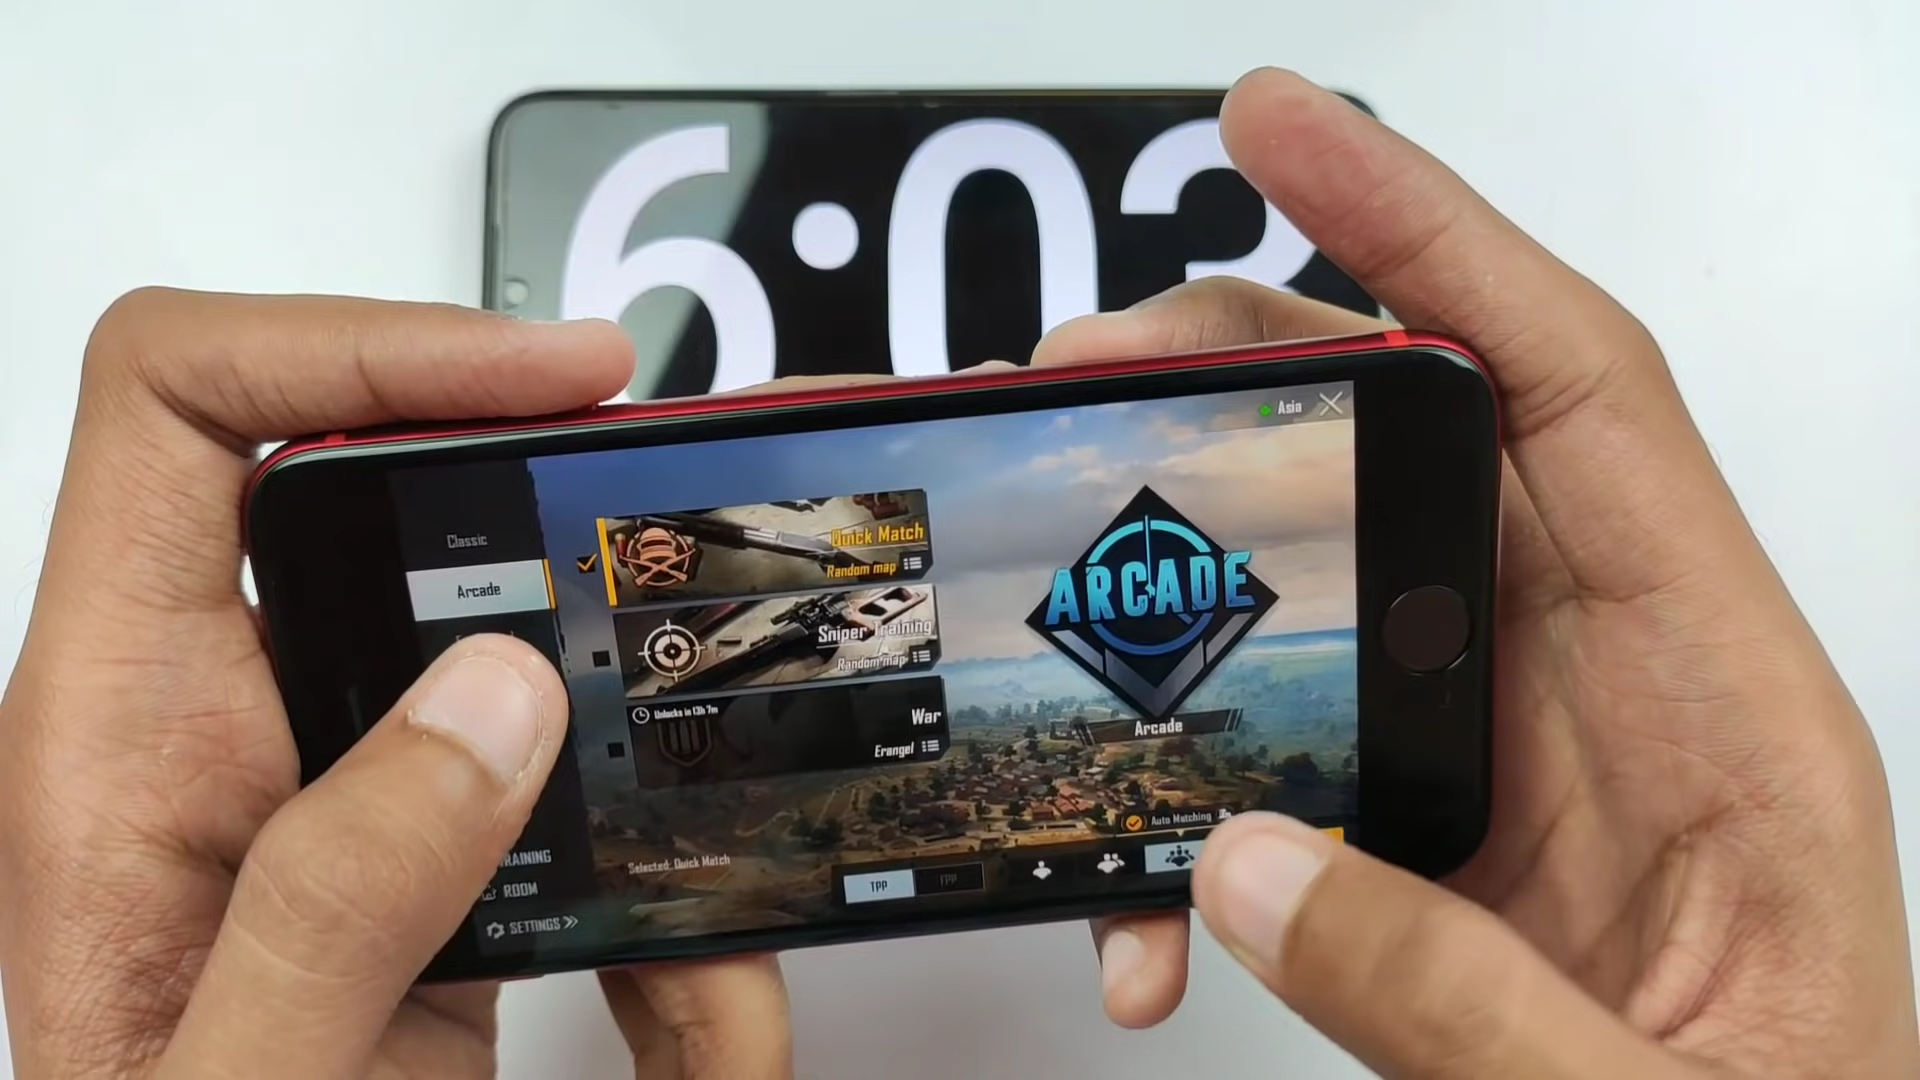 6:03
Asia
Classic
Arcade
Quick Match
Random map
Sniper Training
Random map
Unlocks in 13h 7m
War
Erangel
ARCADE
Arcade
Auto Matching
Selected: Quick Match
TPP
FPP
TRAINING
ROOM
SETTINGS